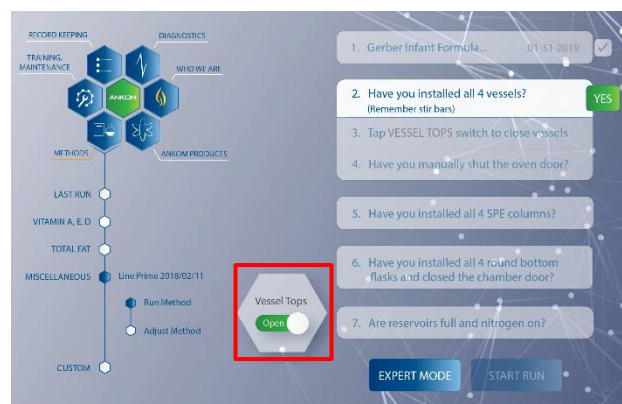 RECORD KEEPING
DIAGNOSTICS
TRAINING,
MAINTENANCE
WHO WE ARE
ANKOM
METHODS
ANKOM PRODUCTS
LAST RUN
VITAMIN A, E, D
TOTAL FAT
MISCELLANEOUS
Line Prime 2018/02/11
Run Method
Adjust Method
CUSTOM
Vessel Tops
Open
1. Gerber Infant Formula... 01-31-2019
2. Have you installed all 4 vessels?
(Remember stir bars)
YES
3. Tap VESSEL TOPS switch to close vessels
4. Have you manually shut the oven door?
5. Have you installed all 4 SPE columns?
6. Have you installed all 4 round bottom
flasks and closed the chamber door?
7. Are reservoirs full and nitrogen on?
EXPERT MODE
START RUN